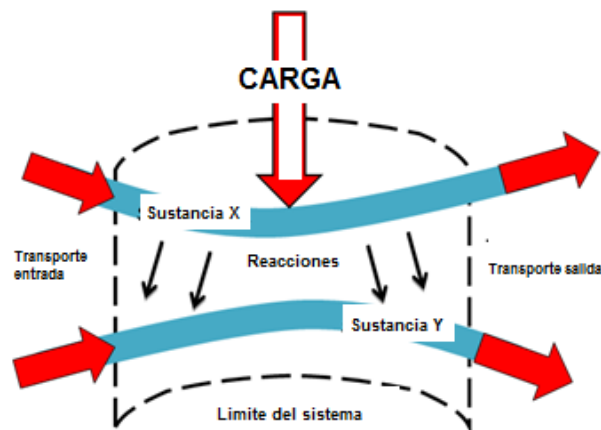 CARGA
Sustancia X
Transporte
entrada
Reacciones
Transporte salida
Sustancia Y
Limite del sistema